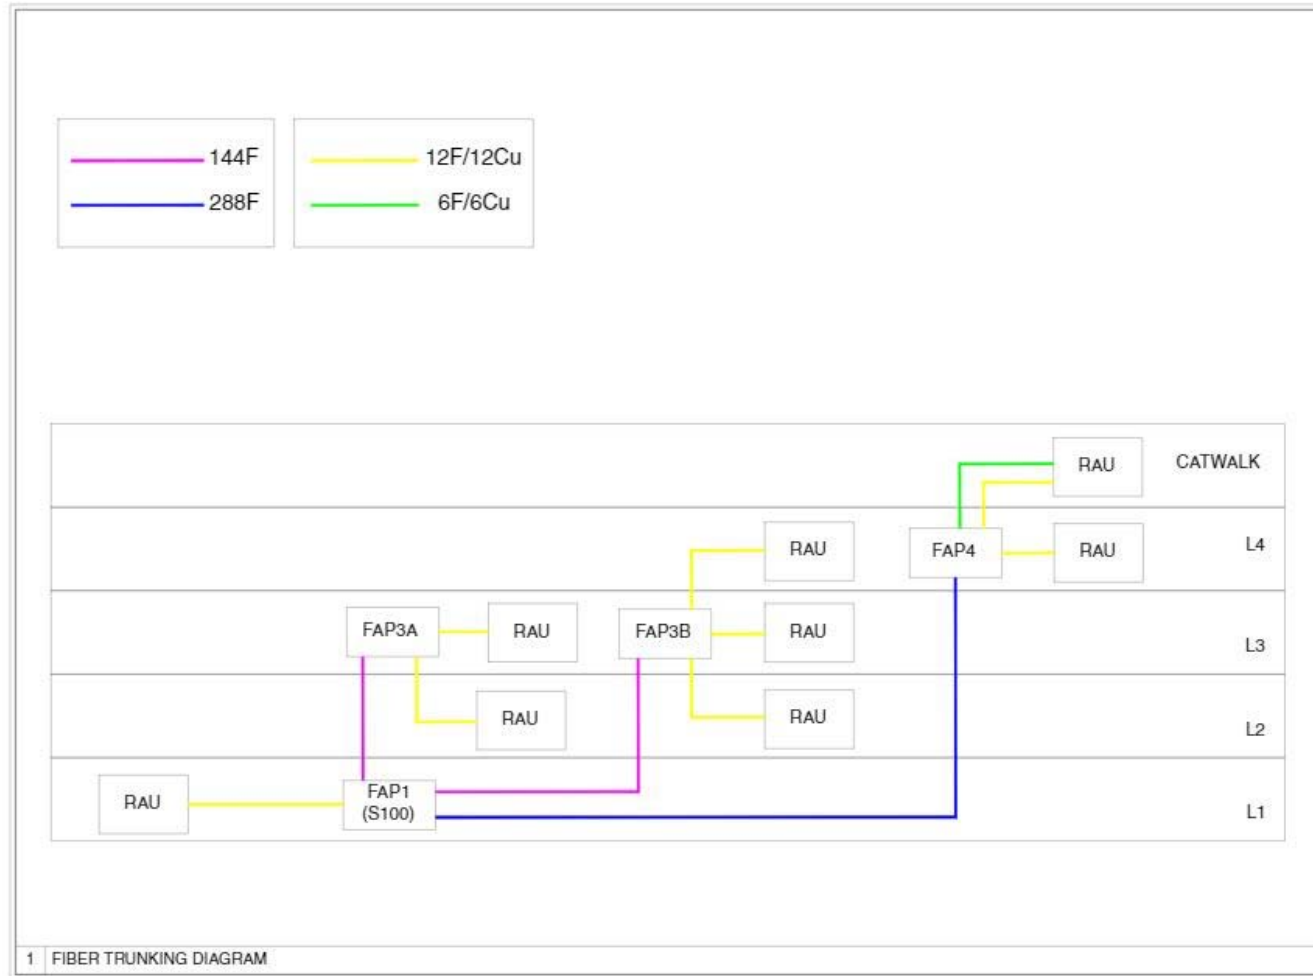 144F
288F
12F/12Cu
6F/6Cu
RAU
CATWALK
RAU
FAP4
RAU
L4
FAP3A
RAU
FAP3B
RAU
L3
RAU
RAU
L2
RAU
FAP1
(S100)
L1
1 FIBER TRUNKING DIAGRAM